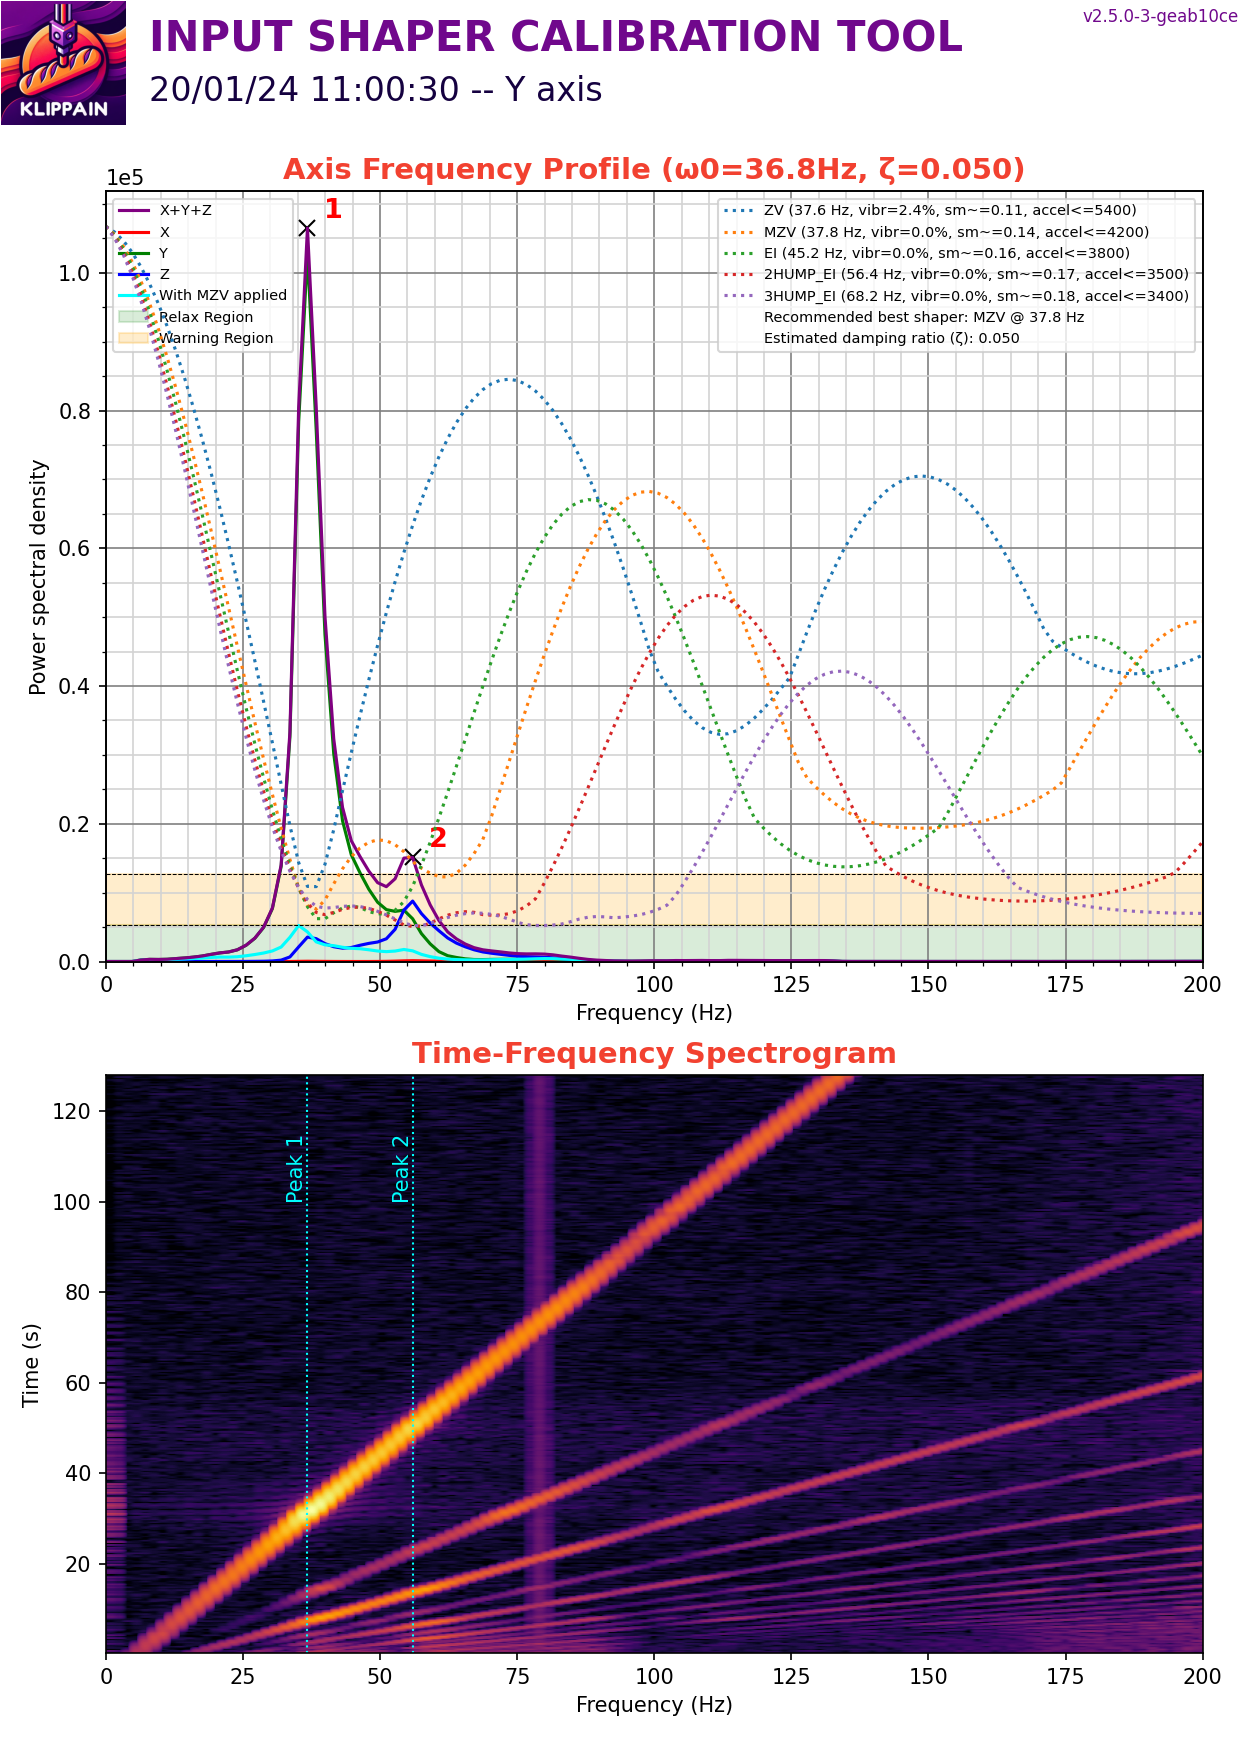 v2.5.0-3-geab10ce
INPUT SHAPER CALIBRATION TOOL
20/01/24 11:00:30 -- Y axis
KLIPPAIN
Axis Frequency Profile (ω0=36.8Hz, ζ=0.050)
1e5
X+Y+Z
X
Y
Z
With MZV applied
Relax Region
Warning Region
1
2
ZV (37.6 Hz, vibr=2.4%, sm~=0.11, accel<=5400)
MZV (37.8 Hz, vibr=0.0%, sm~=0.14, accel<=4200)
EI (45.2 Hz, vibr=0.0%, sm~=0.16, accel<=3800)
2HUMP_EI (56.4 Hz, vibr=0.0%, sm~=0.17, accel<=3500)
3HUMP_EI (68.2 Hz, vibr=0.0%, sm~=0.18, accel<=3400)
Recommended best shaper: MZV @ 37.8 Hz
Estimated damping ratio (ζ): 0.050
Power spectral density
1.0
0.8
0.6
0.4
0.2
0.0
0 25 50 75 100 125 150 175 200
Frequency (Hz)
Time-Frequency Spectrogram
Time (s)
120
100
80
60
40
20
Peak 1
Peak 2
0 25 50 75 100 125 150 175 200
Frequency (Hz)